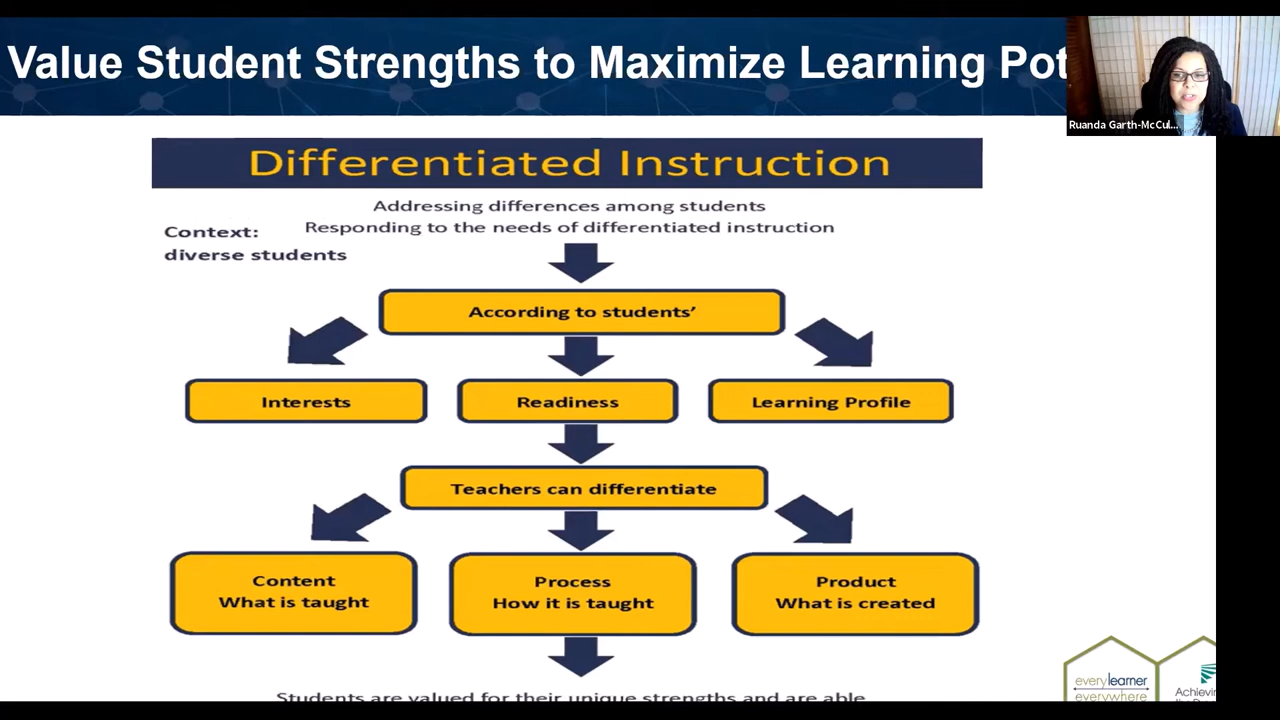 Value Student Strengths to Maximize Learning Pot
Ruanda Garth-McCul...
Differentiated Instruction
Addressing differences among students
Responding to the needs of differentiated instruction
Context:
diverse students
According to students’
Interests
Readiness
Learning Profile
Teachers can differentiate
Content
What is taught
Process
How it is taught
Product
What is created
Students are valued for their unique strengths and are able
everylearner
everywhere
Achieving